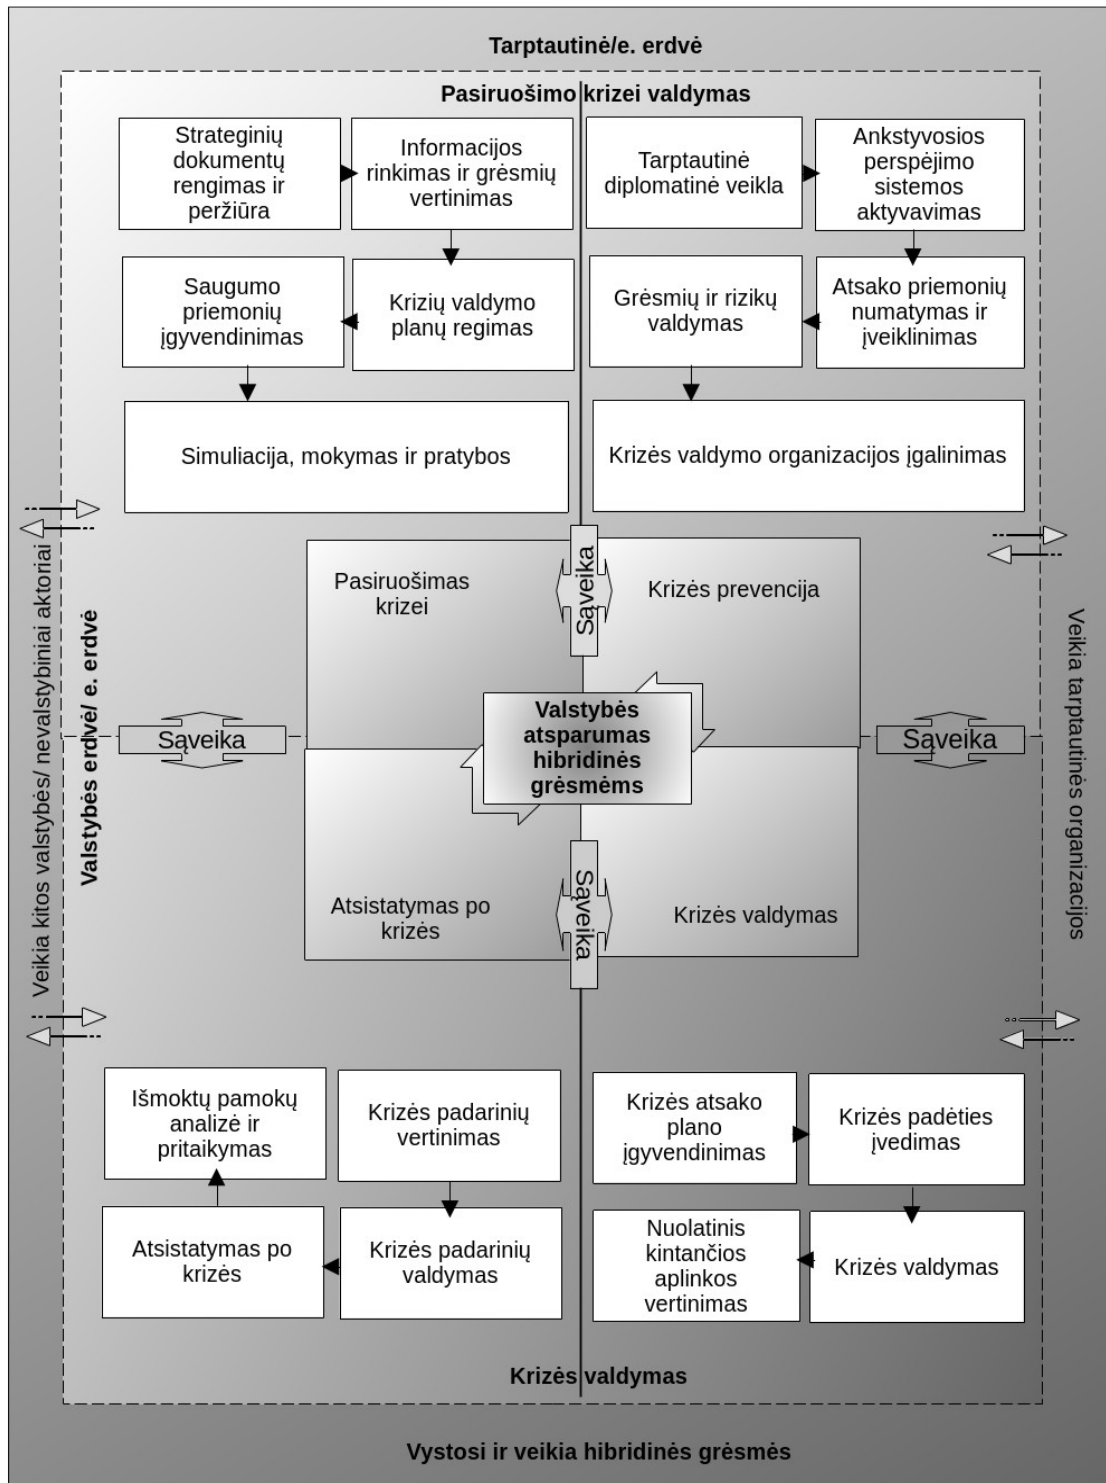 Tarptautinė/e. erdvė
Pasiruošimo krizei valdymas
Strateginių
dokumentų
rengimas ir
peržiūra
Informacijos
rinkimas ir grėsmių
vertinimas
Tarptautinė
diplomatinė veikla
Ankstyvosios
perspėjimo
sistemos
aktyvavimas
Saugumo
priemonių
įgyvendinimas
Krizių valdymo
planų regimas
Grėsmių ir rizikų
valdymas
Atsako priemonių
numatymas ir
įveiklinimas
Simuliacija, mokymas ir pratybos
Krizės valdymo organizacijos įgalinimas
Veikia kitos valstybės/ nevalstybiniai aktoriai
Valstybės erdvė/ e. erdvė
Pasiruošimas
krizei
Sąveika
Krizės prevencija
Veikia tarptautinės organizacijos
Sąveika
Valstybės
atsparumas
hibridinės
grėsmėms
Sąveika
Atsistatymas po
krizės
Sąveika
Krizės valdymas
Išmoktų pamokų
analizė ir
pritaikymas
Krizės padarinių
vertinimas
Krizės atsako
plano
įgyvendinimas
Krizės padėties
įvedimas
Atsistatymas po
krizės
Krizės padarinių
valdymas
Nuolatinis
kintančios
aplinkos
vertinimas
Krizės valdymas
Krizės valdymas
Vystosi ir veikia hibridinės grėsmės